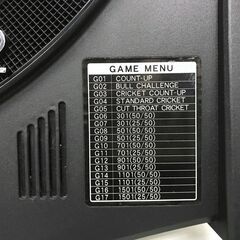 GAME MENU
G01 COUNT-UP
G02 BULL CHALLENGE
G03 CRICKET COUNT-UP
G04 STANDARD CRICKET
G05 CUT THROAT CRICKET
G06 301(50/50)
G07 301(25/50)
G08 501(50/50)
G09 501(25/50)
G10 701(50/50)
G11 701(25/50)
G12 901(50/50)
G13 901(25/50)
G14 1101(50/50)
G15 1101(25/50)
G16 1501(50/50)
G17 1501(25/50)